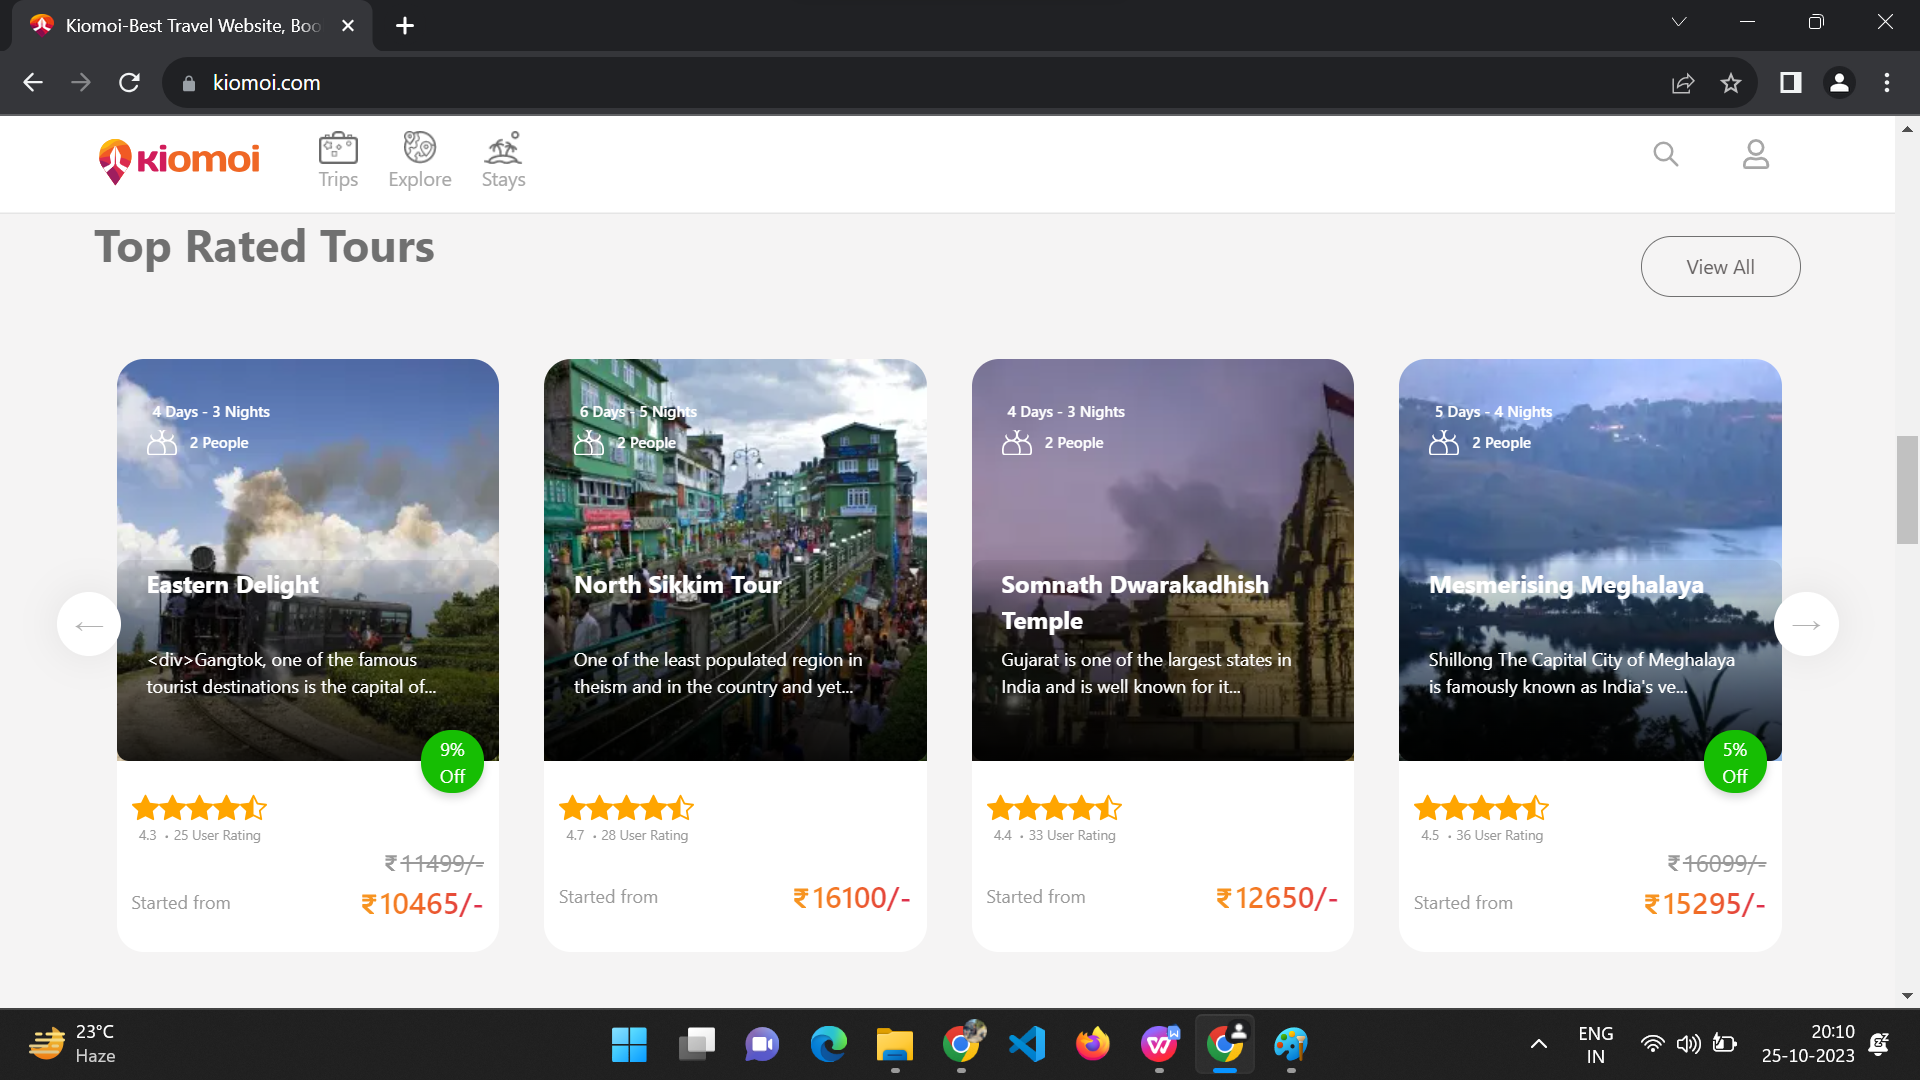 Kiomoi-Best Travel Website, Boo
kiomoi.com
KIOMOI
Trips
Explore
Stays
Top Rated Tours
View All
4 Days - 3 Nights
2 People
Eastern Delight
<div>Gangtok, one of the famous
tourist destinations is the capital of...
9%
Off
4.3 • 25 User Rating
₹11499/-
Started from
₹10465/-
6 Days - 5 Nights
2 People
North Sikkim Tour
One of the least populated region in
theism and in the country and yet...
4.7 • 28 User Rating
Started from
₹16100/-
4 Days - 3 Nights
2 People
Somnath Dwarakadhish
Temple
Gujarat is one of the largest states in
India and is well known for it...
4.4 • 33 User Rating
Started from
₹12650/-
5 Days - 4 Nights
2 People
Mesmerising Meghalaya
Shillong The Capital City of Meghalaya
is famously known as India's ve...
5%
Off
4.5 • 36 User Rating
₹16099/-
Started from
₹15295/-
23°C
Haze
ENG
IN
20:10
25-10-2023